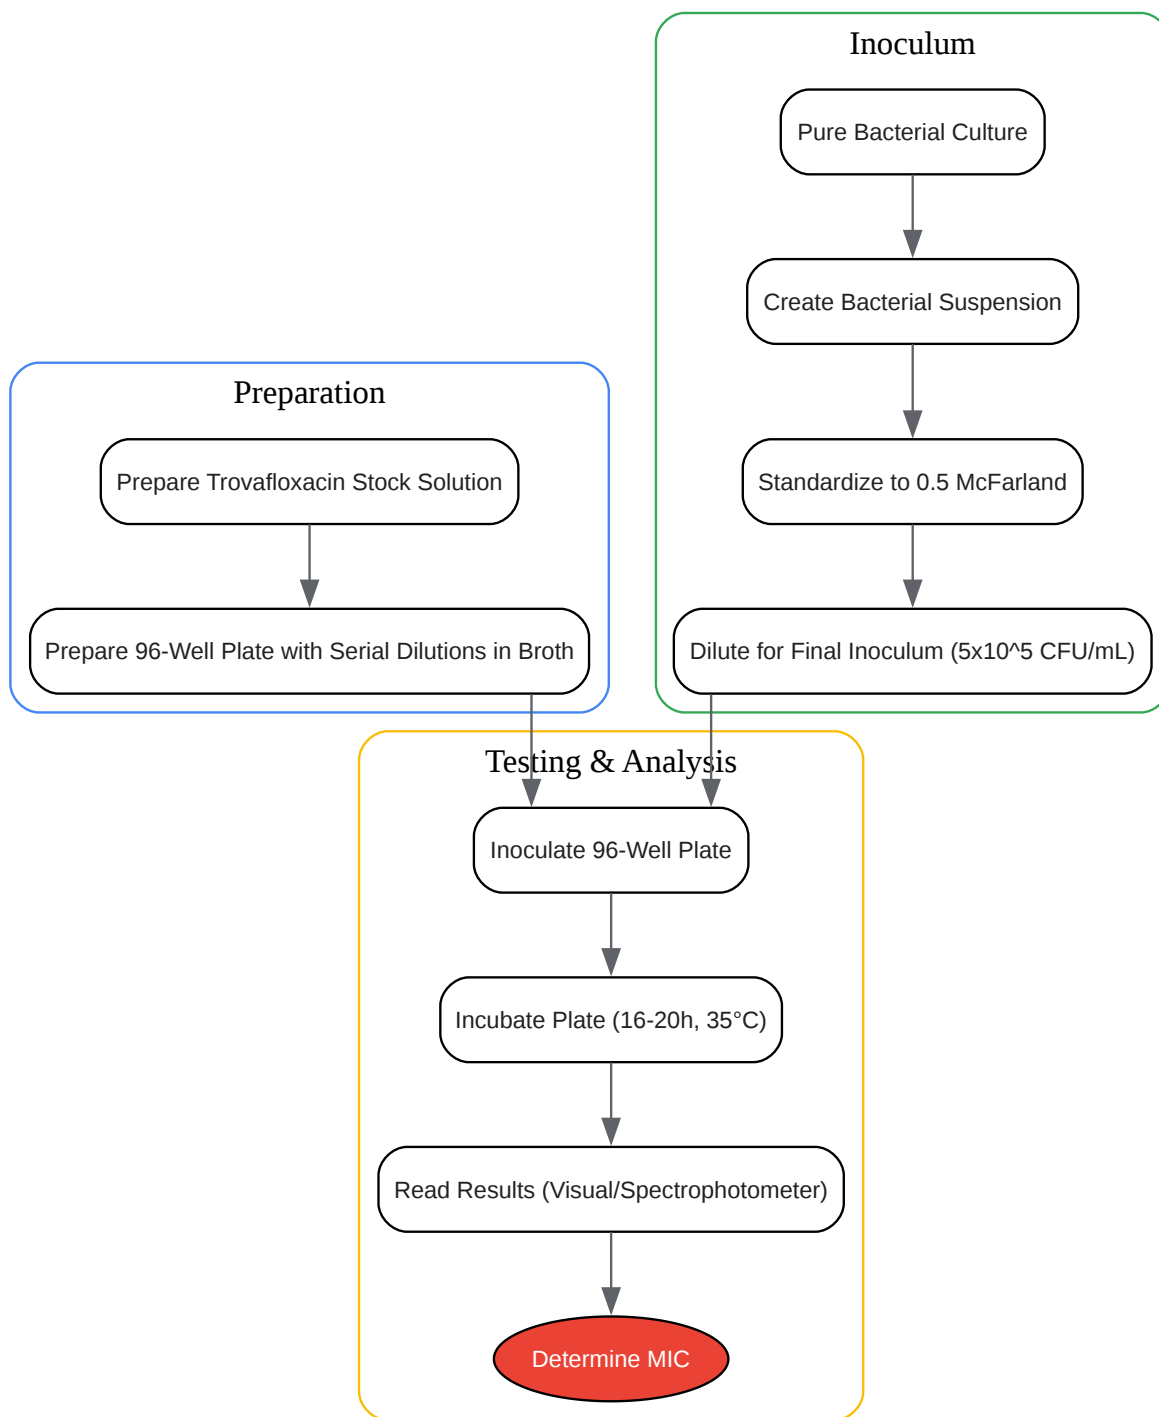 Inoculum
Pure Bacterial Culture
Create Bacterial Suspension
Standardize to 0.5 McFarland
Dilute for Final Inoculum (5x10^5 CFU/mL)
Preparation
Prepare Trovafloxacin Stock Solution
Prepare 96-Well Plate with Serial Dilutions in Broth
Testing & Analysis
Inoculate 96-Well Plate
Incubate Plate (16-20h, 35°C)
Read Results (Visual/Spectrophotometer)
Determine MIC